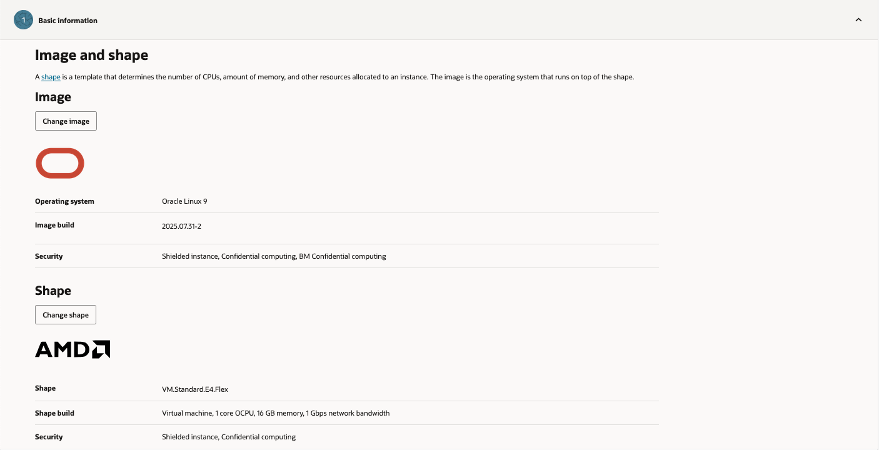 1 Basic information
Image and shape
A shape is a template that determines the number of CPUs, amount of memory, and other resources allocated to an instance. The image is the operating system that runs on top of the shape.
Image
Change image
Operating system Oracle Linux 9
Image build 2025.07.31-2
Security Shielded instance, Confidential computing, BM Confidential computing
Shape
Change shape
AMD
Shape VM.Standard.E4.Flex
Shape build Virtual machine, 1 core OCPU, 16 GB memory, 1 Gbps network bandwidth
Security Shielded instance, Confidential computing